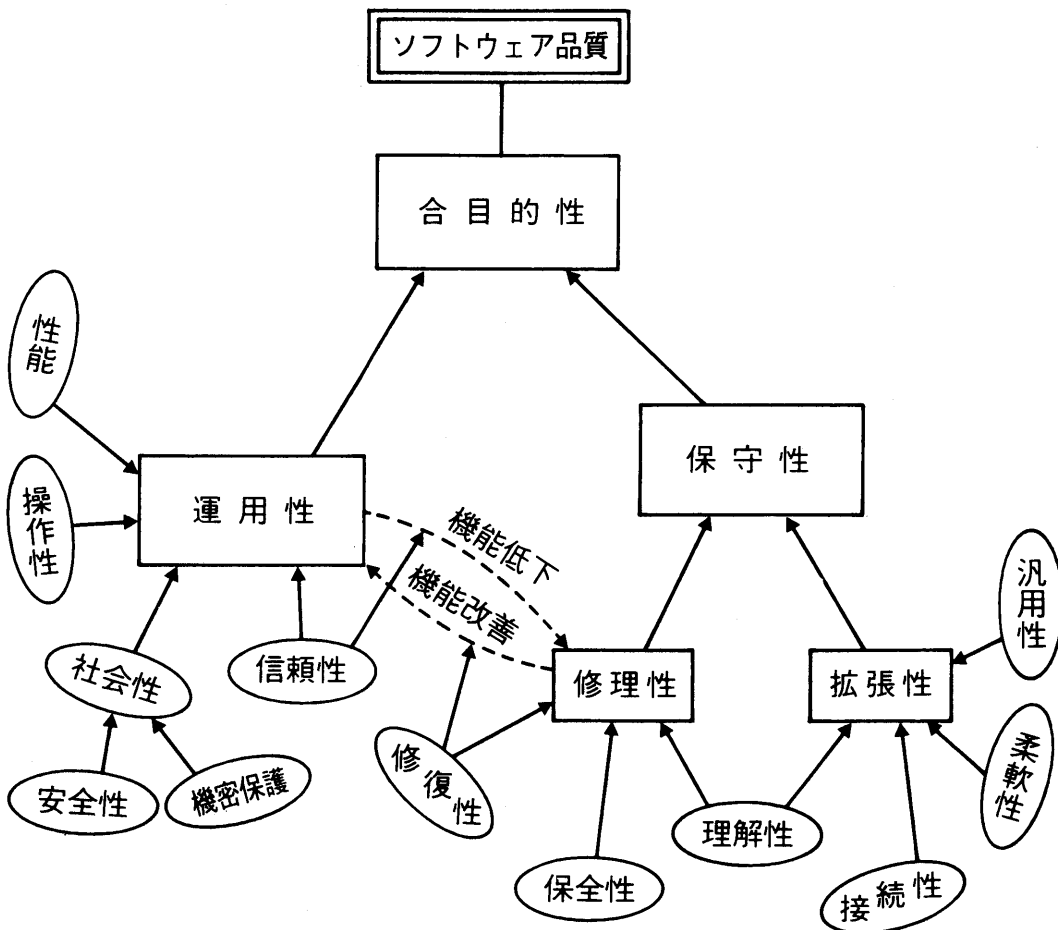 ソフトウェア品質
合目的性
性能
保守性
運用性
操作性
機能低下
機能改善
汎用性
社会性
信頼性
修理性
拡張性
修復性
柔軟性
安全性
機密保護
理解性
保全性
接続性